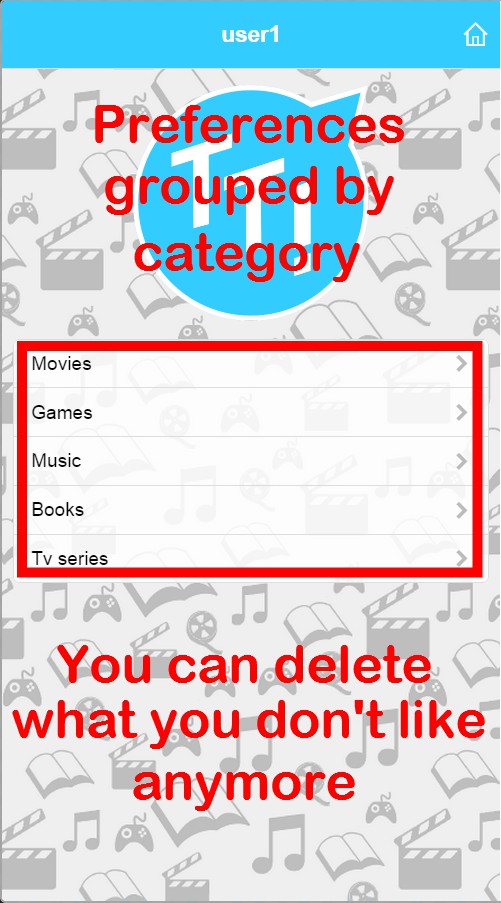 user1
Preferences
grouped by
category
TTI
Movies
Games
Music
Books
Tv series
You can delete
what you don't like
anymore